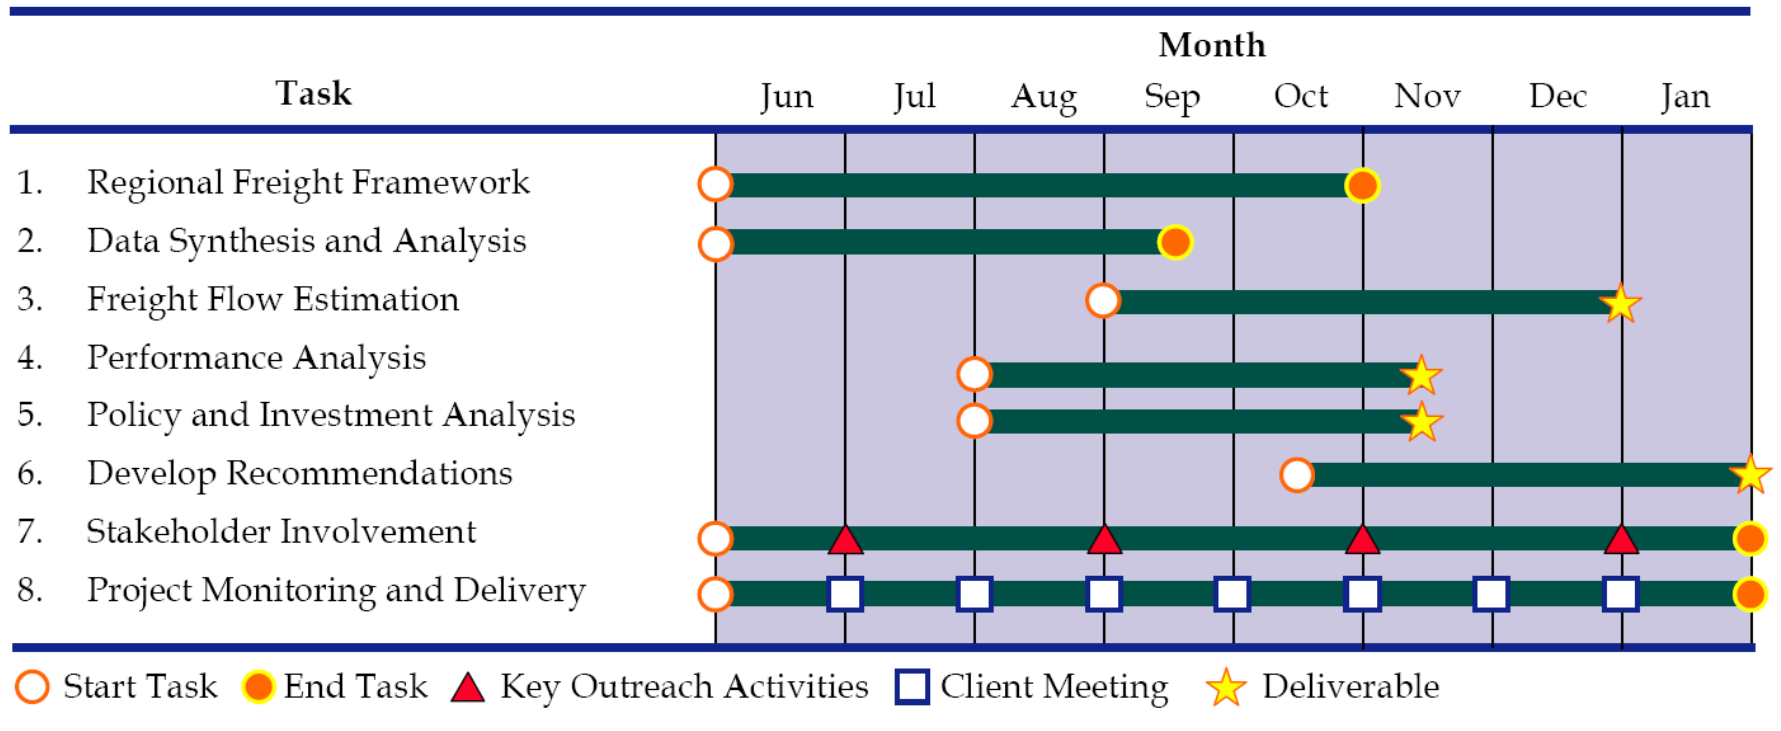 Month
Task Jun Jul Aug Sep Oct Nov Dec Jan
1. Regional Freight Framework
2. Data Synthesis and Analysis
3. Freight Flow Estimation
4. Performance Analysis
5. Policy and Investment Analysis
6. Develop Recommendations
7. Stakeholder Involvement
8. Project Monitoring and Delivery
Start Task End Task Key Outreach Activities Client Meeting Deliverable